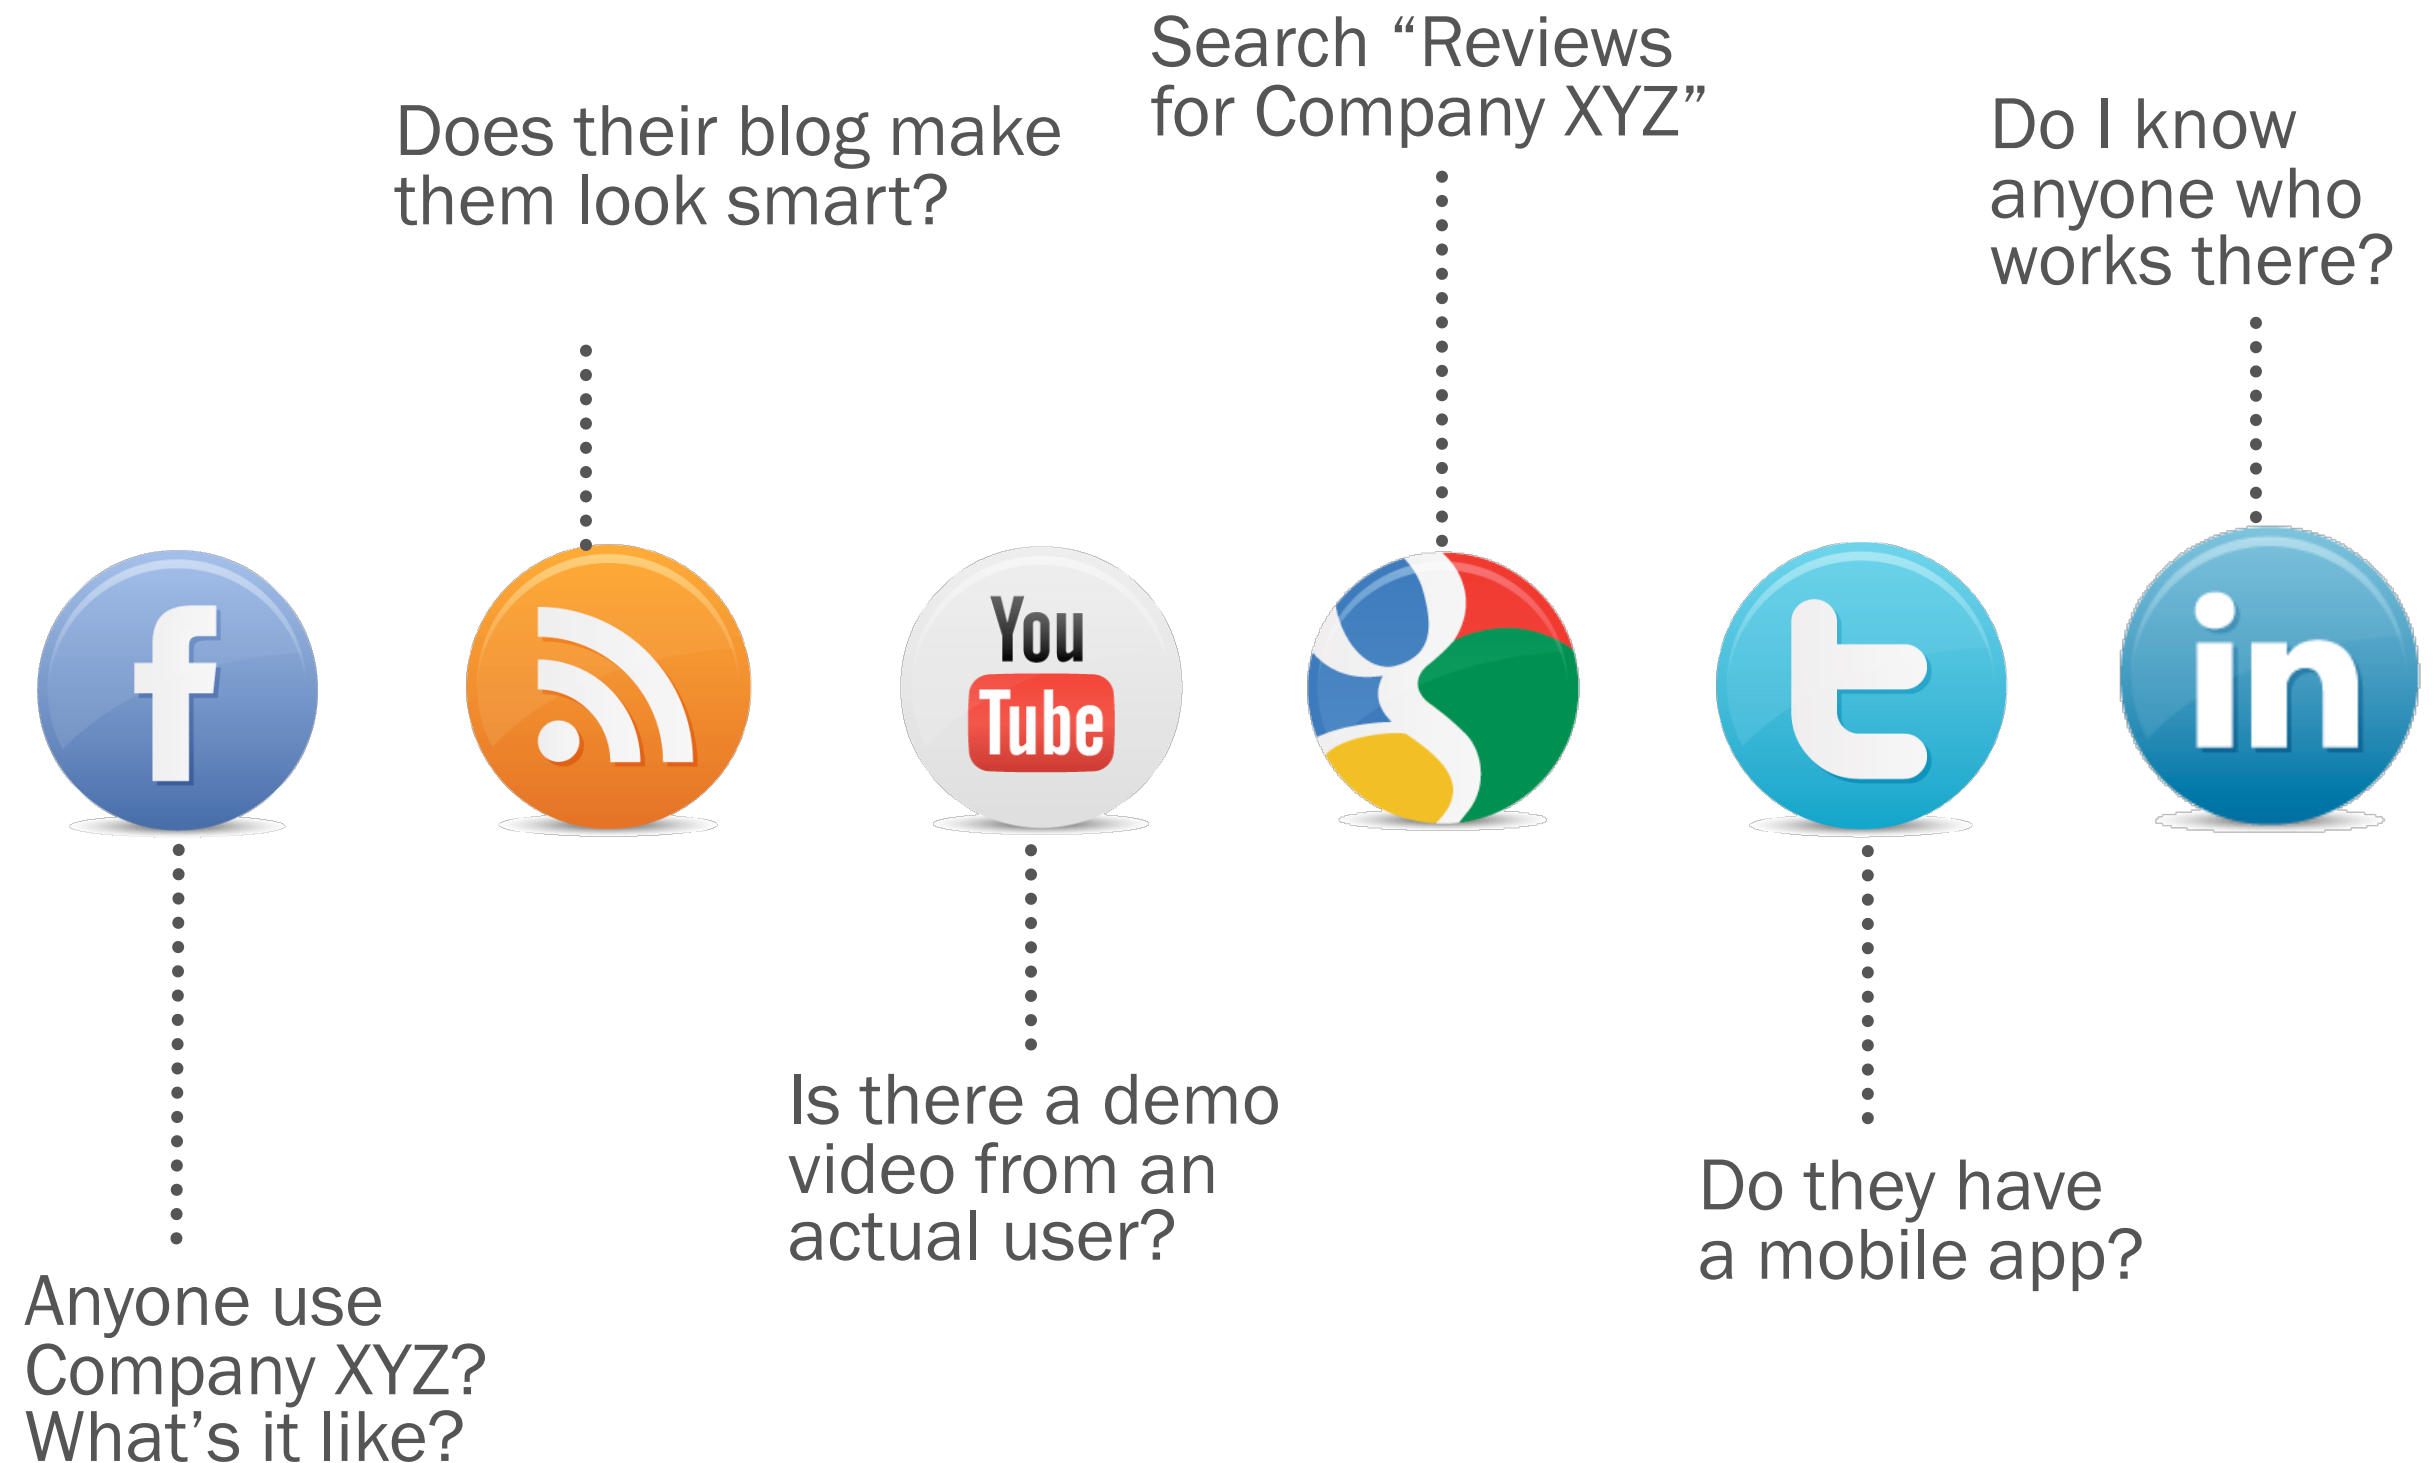 Search “Reviews
for Company XYZ”
Does their blog make
them look smart?
Do I know
anyone who
works there?
f
You
Tube
t
in
Is there a demo
video from an
actual user?
Do they have
a mobile app?
Anyone use
Company XYZ?
What’s it like?